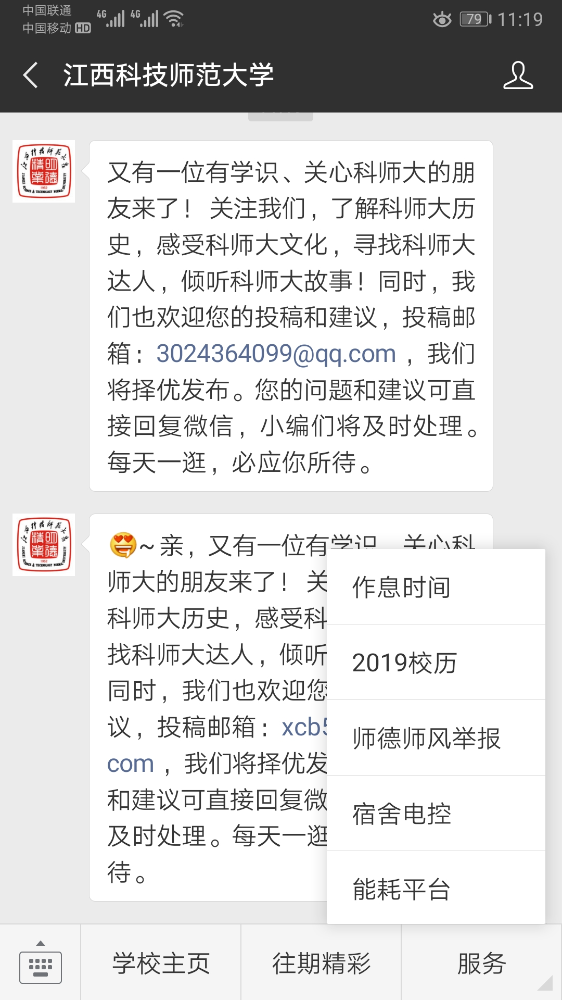 中国联通
中国移动 HD
4G 4G
79 11:19
江西科技师范大学
又有一位有学识、关心科师大的朋
友来了！ 关注我们，了解科师大历
史，感受科师大文化，寻找科师大
达人，倾听科师大故事！同时，我
们也欢迎您的投稿和建议，投稿邮
箱：3024364099@qq.com ，我们
将择优发布。您的问题和建议可直
接回复微信，小编们将及时处理。
每天一逛，必应你所待。
~亲，又有一位有学识、关心科
师大的朋友来了！ 关
科师大历史，感受科
找科师大达人，倾听
同时，我们也欢迎您
议，投稿邮箱：xcb5
com ，我们将择优发
和建议可直接回复微
及时处理。每天一逛
待。
作息时间
2019校历
师德师风举报
宿舍电控
能耗平台
学校主页
往期精彩
服务